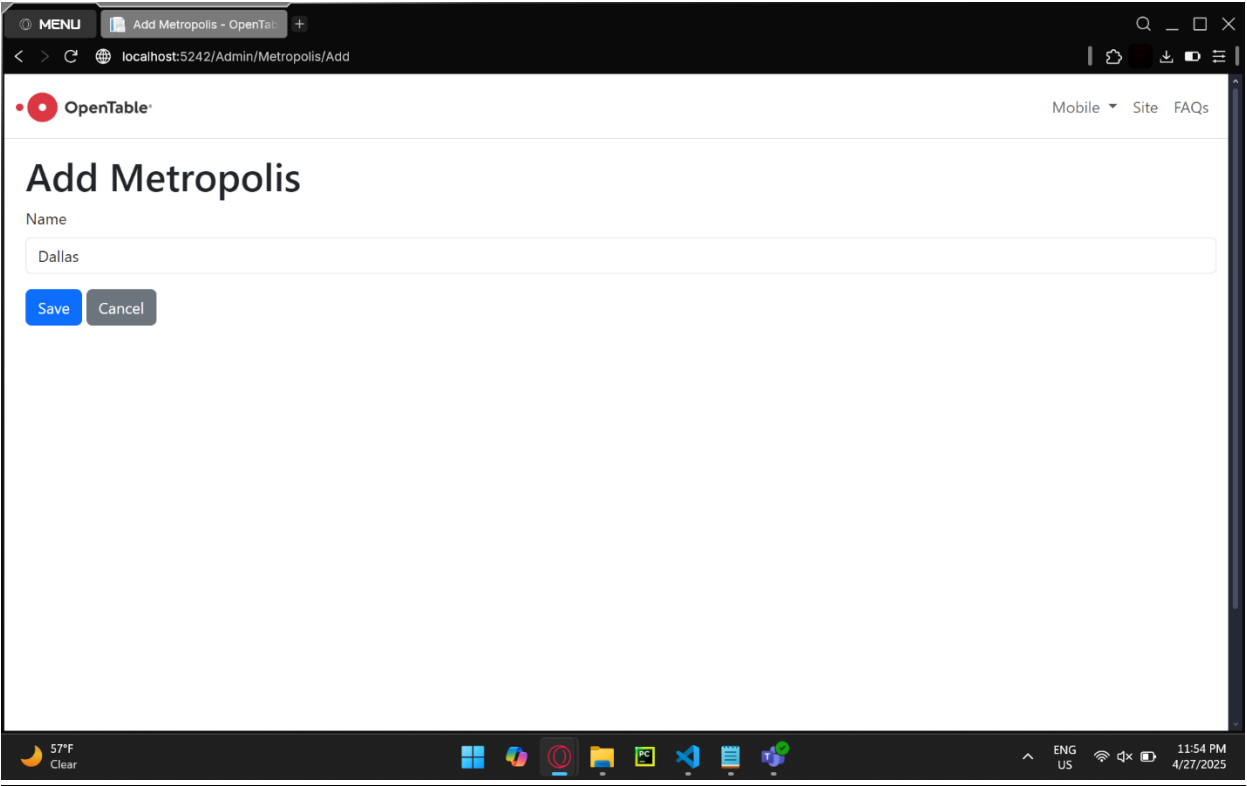 MENU
Add Metropolis - OpenTab
localhost:5242/Admin/Metropolis/Add
OpenTable
Mobile Site FAQs
Add Metropolis
Name
Dallas
Save Cancel
57°F
Clear
PC
ENG
US
11:54 PM
4/27/2025